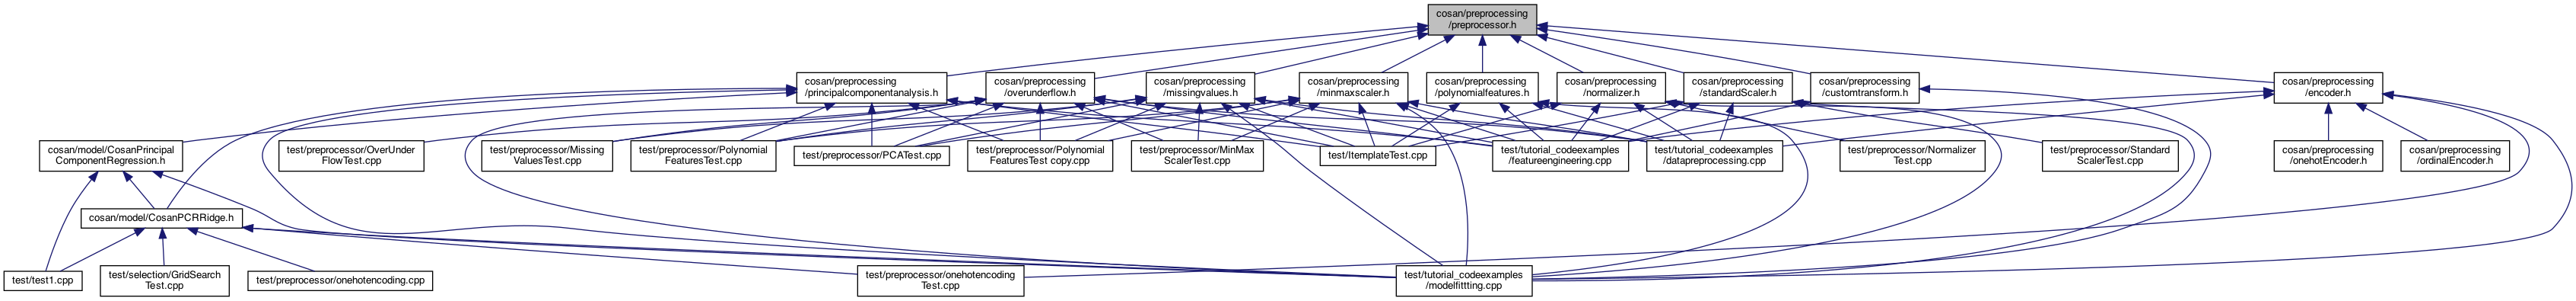 cosan/preprocessing
/preprocessor.h
cosan/preprocessing
/principalcomponentanalysis.h
cosan/preprocessing
/overunderflow.h
cosan/preprocessing
/missingvalues.h
cosan/preprocessing
/minmaxscaler.h
cosan/preprocessing
/polynomialfeatures.h
cosan/preprocessing
/normalizer.h
cosan/preprocessing
/standardScaler.h
cosan/preprocessing
/customtransform.h
cosan/preprocessing
/encoder.h
cosan/model/CosanPrincipal
ComponentRegression.h
test/preprocessor/OverUnder
FlowTest.cpp
test/preprocessor/Missing
ValuesTest.cpp
test/preprocessor/Polynomial
FeaturesTest.cpp
test/preprocessor/PCATest.cpp
test/preprocessor/Polynomial
FeaturesTest copy.cpp
test/preprocessor/MinMax
ScalerTest.cpp
test/ItemplateTest.cpp
test/tutorial_codeexamples
/featureengineering.cpp
test/tutorial_codeexamples
/datapreprocessing.cpp
test/preprocessor/Normalizer
Test.cpp
test/preprocessor/Standard
ScalerTest.cpp
cosan/preprocessing
/onehotEncoder.h
cosan/preprocessing
/ordinalEncoder.h
cosan/model/CosanPCRRidge.h
test/test1.cpp
test/selection/GridSearch
Test.cpp
test/preprocessor/onehotencoding.cpp
test/preprocessor/onehotencoding
Test.cpp
test/tutorial_codeexamples
/modelfittting.cpp